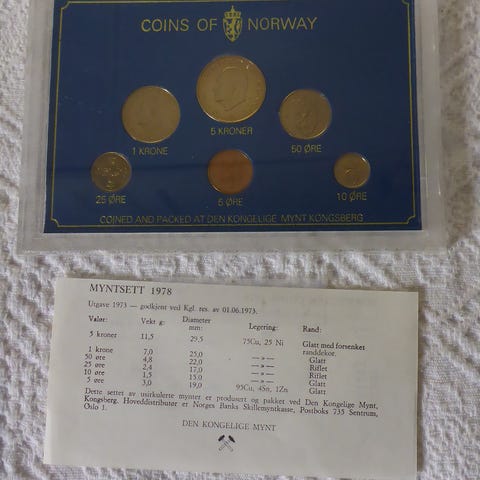 COINS OF NORWAY
5 KRONER
1 KRONE 50 ØRE
25 ØRE 5 ØRE 10 ØRE
COINED AND PACKED AT DEN KONGELIGE MYNT KONGSBERG
MYNTSETT 1978
Utgave 1973 — godkjent ved Kgl. res. av 01.06.1973.
Valør: Vekt g: Diameter mm: Legering: Rand:
5 kroner 11,5 29,5 75Cu, 25 Ni Glatt med forsenket
randdekor.
1 krone 7,0 25,0 —»— Glatt
50 øre 4,8 22,0 —»— Glatt
25 øre 2,4 17,0 —»— Riflet
10 øre 1,5 15,0 —»— Riflet
5 øre 3,0 19,0 95Cu, 4Sn, 1Zn Glatt
Dette settet av usirkulerte mynter er produsert og pakket ved Den Kongelige Mynt,
Kongsberg. Hoveddistributør er Norges Banks Skillemyntkasse, Postboks 735 Sentrum,
Oslo 1.
DEN KONGELIGE MYNT